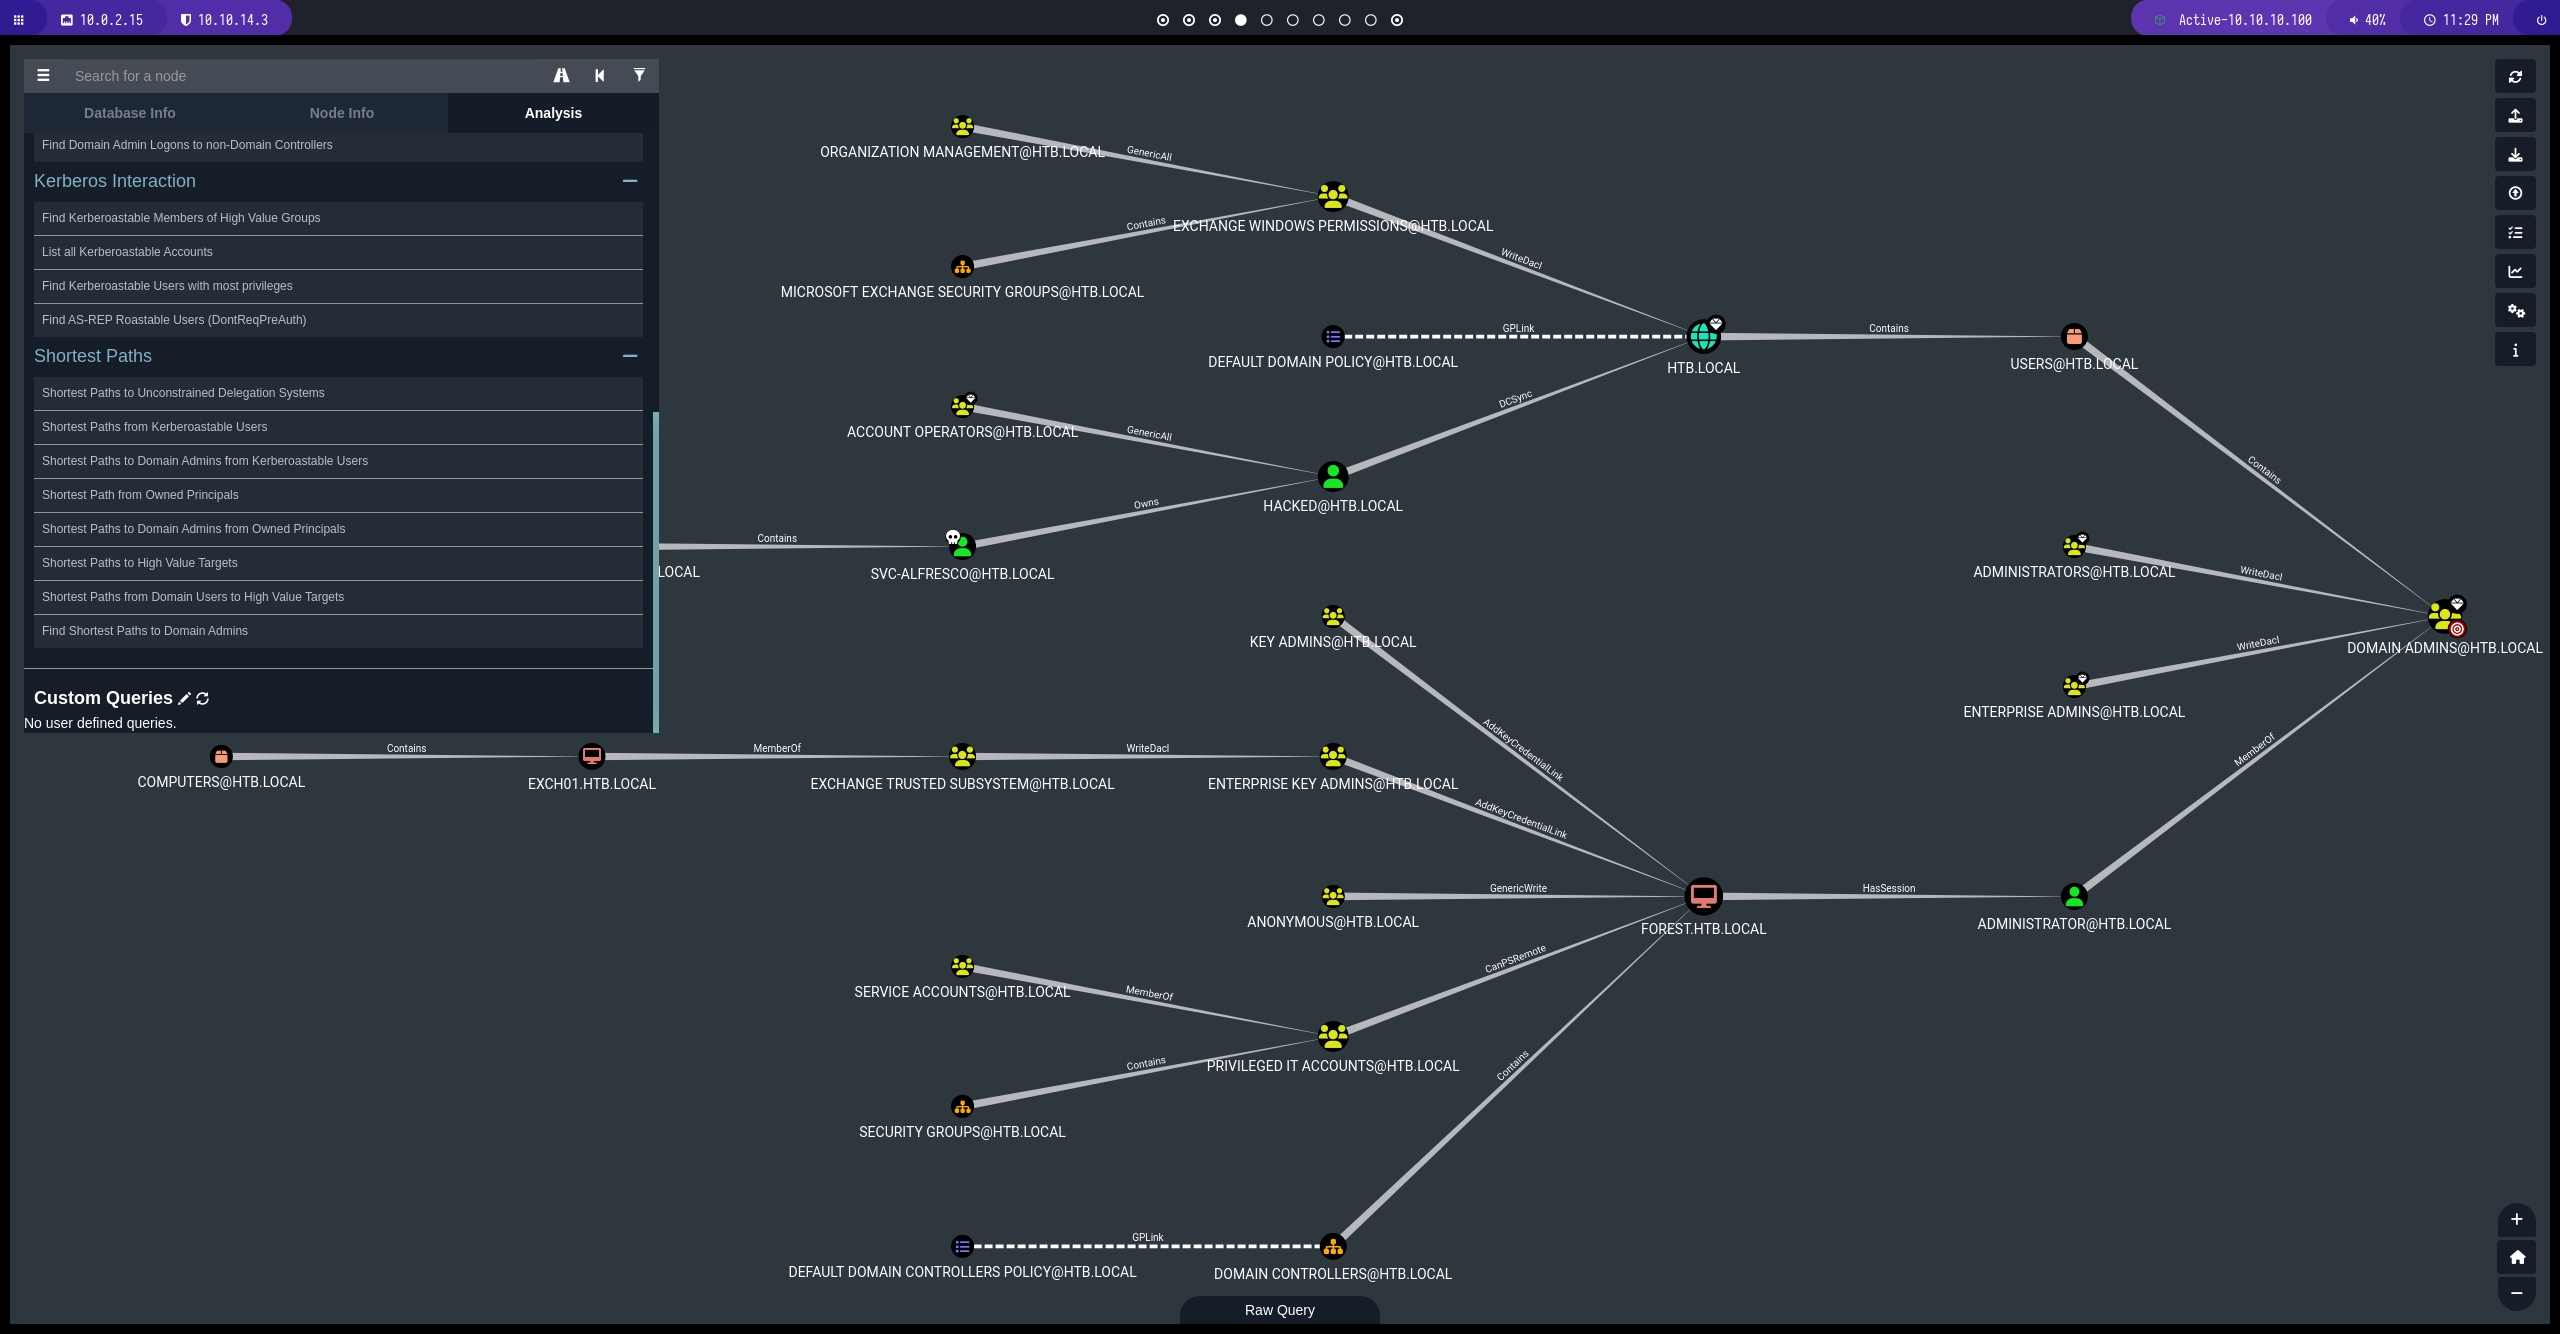 10.0.2.15
10.10.14.3
Active-10.10.10.100
40%
11:29 PM
Search for a node
Database Info
Node Info
Analysis
Find Domain Admin Logons to non-Domain Controllers
Kerberos Interaction
Find Kerberoastable Members of High Value Groups
List all Kerberoastable Accounts
Find Kerberoastable Users with most privileges
Find AS-REP Roastable Users (DontReqPreAuth)
Shortest Paths
Shortest Paths to Unconstrained Delegation Systems
Shortest Paths from Kerberoastable Users
Shortest Paths to Domain Admins from Kerberoastable Users
Shortest Path from Owned Principals
Shortest Paths to Domain Admins from Owned Principals
Shortest Paths to High Value Targets
Shortest Paths from Domain Users to High Value Targets
Find Shortest Paths to Domain Admins
Custom Queries
No user defined queries.
ORGANIZATION MANAGEMENT@HTB.LOCAL
GenericAll
Contains
EXCHANGE WINDOWS PERMISSIONS@HTB.LOCAL
WriteDacl
MICROSOFT EXCHANGE SECURITY GROUPS@HTB.LOCAL
GPLink
Contains
DEFAULT DOMAIN POLICY@HTB.LOCAL
HTB.LOCAL
USERS@HTB.LOCAL
DCSync
ACCOUNT OPERATORS@HTB.LOCAL
GenericAll
Contains
HACKED@HTB.LOCAL
Owns
Contains
LOCAL
SVC-ALFRESCO@HTB.LOCAL
ADMINISTRATORS@HTB.LOCAL
WriteDacl
KEY ADMINS@HTB.LOCAL
WriteDacl
DOMAIN ADMINS@HTB.LOCAL
ENTERPRISE ADMINS@HTB.LOCAL
AddKeyCredentialLink
MemberOf
Contains
MemberOf
WriteDacl
COMPUTERS@HTB.LOCAL
EXCH01.HTB.LOCAL
EXCHANGE TRUSTED SUBSYSTEM@HTB.LOCAL
ENTERPRISE KEY ADMINS@HTB.LOCAL
AddKeyCredentialLink
GenericWrite
HasSession
ANONYMOUS@HTB.LOCAL
FOREST.HTB.LOCAL
ADMINISTRATOR@HTB.LOCAL
CanPSRemote
SERVICE ACCOUNTS@HTB.LOCAL
MemberOf
Contains
PRIVILEGED IT ACCOUNTS@HTB.LOCAL
Contains
SECURITY GROUPS@HTB.LOCAL
GPLink
DEFAULT DOMAIN CONTROLLERS POLICY@HTB.LOCAL
DOMAIN CONTROLLERS@HTB.LOCAL
Raw Query